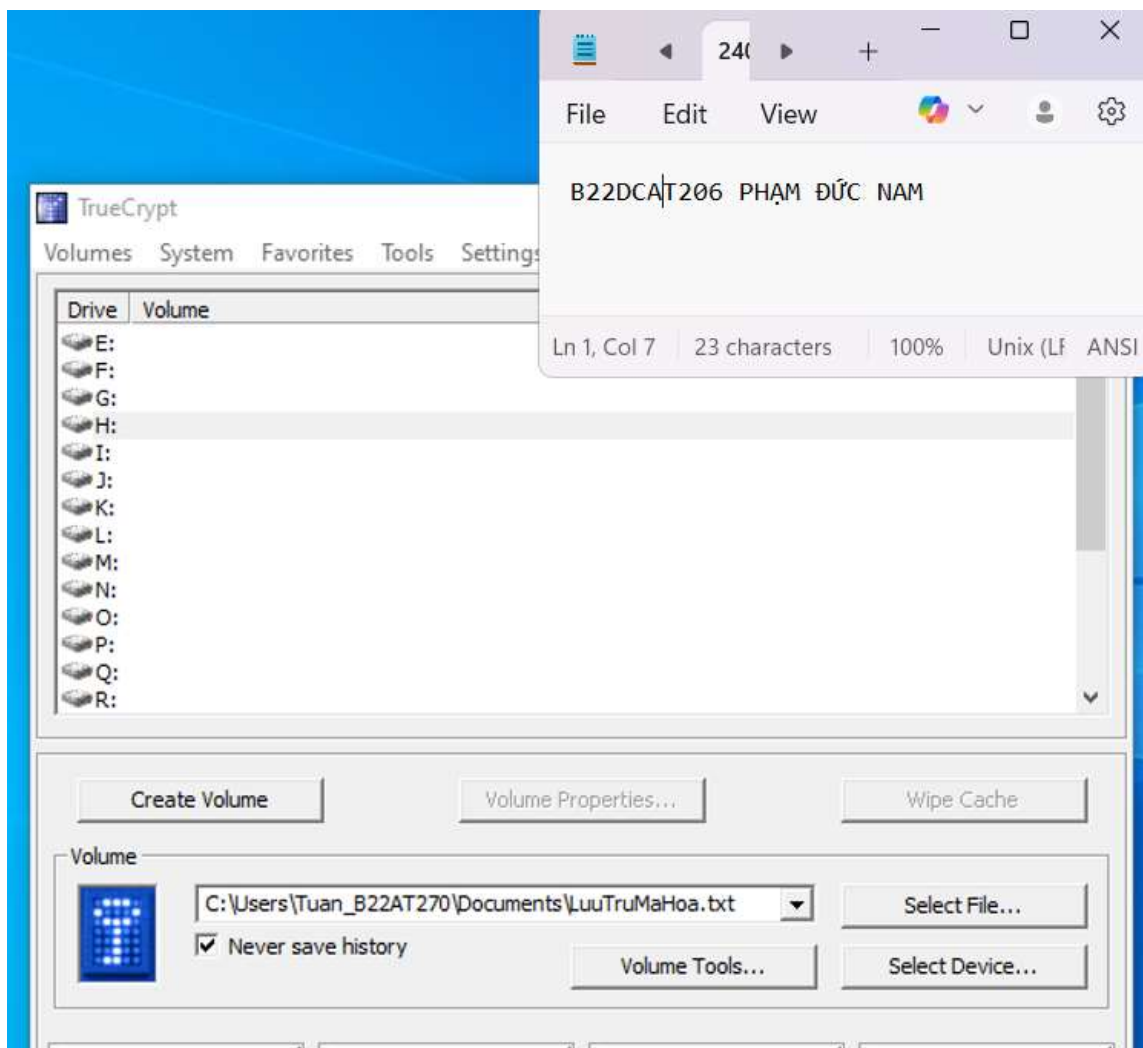 240
File Edit View
B22DCAT206 PHẠM ĐỨC NAM
Ln 1, Col 7 23 characters 100% Unix (LF ANSI
TrueCrypt
Volumes System Favorites Tools Settings
Drive Volume
E:
F:
G:
H:
I:
J:
K:
L:
M:
N:
O:
P:
Q:
R:
Create Volume Volume Properties... Wipe Cache
Volume
C:\Users\Tuan_B22AT270\Documents\LuuTruMaHoa.txt Select File...
Never save history
Volume Tools... Select Device...